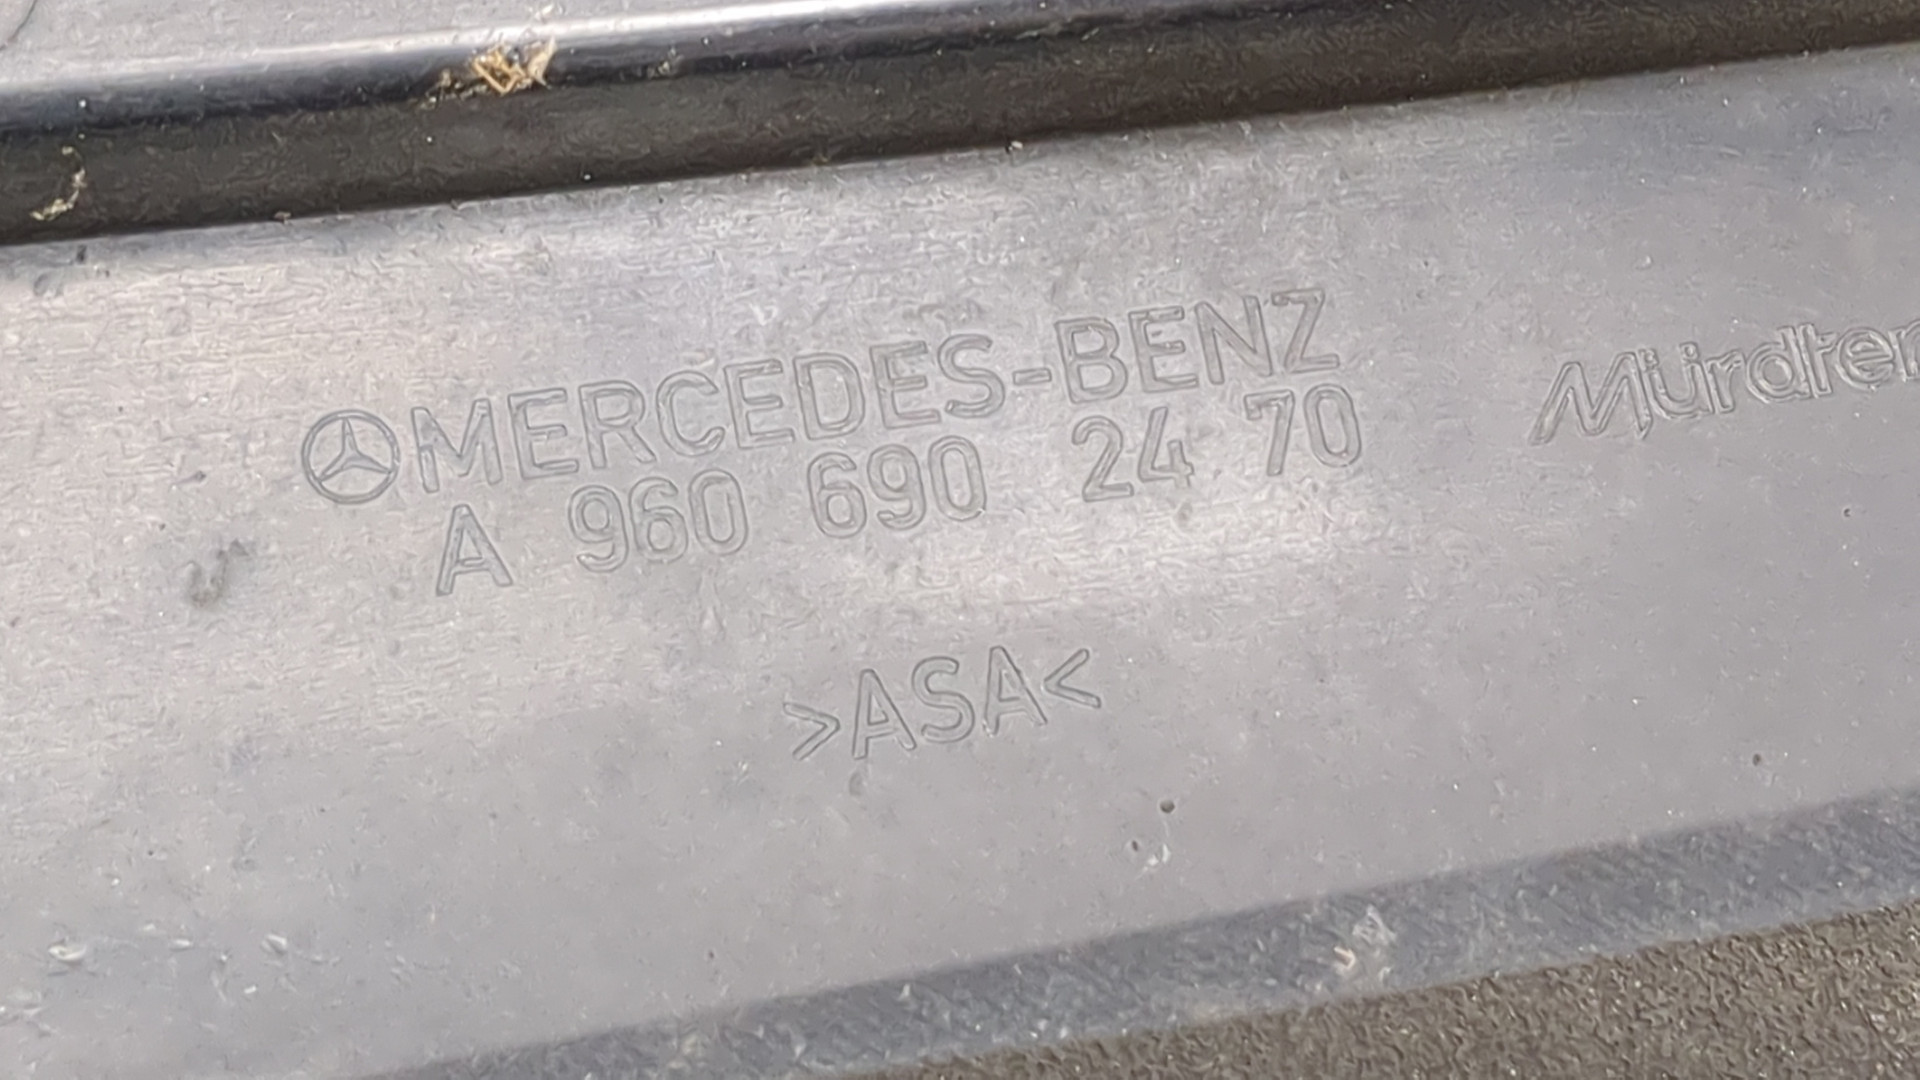 MERCEDES-BENZ
A 960 690 24 70
Mürdter
>ASA<